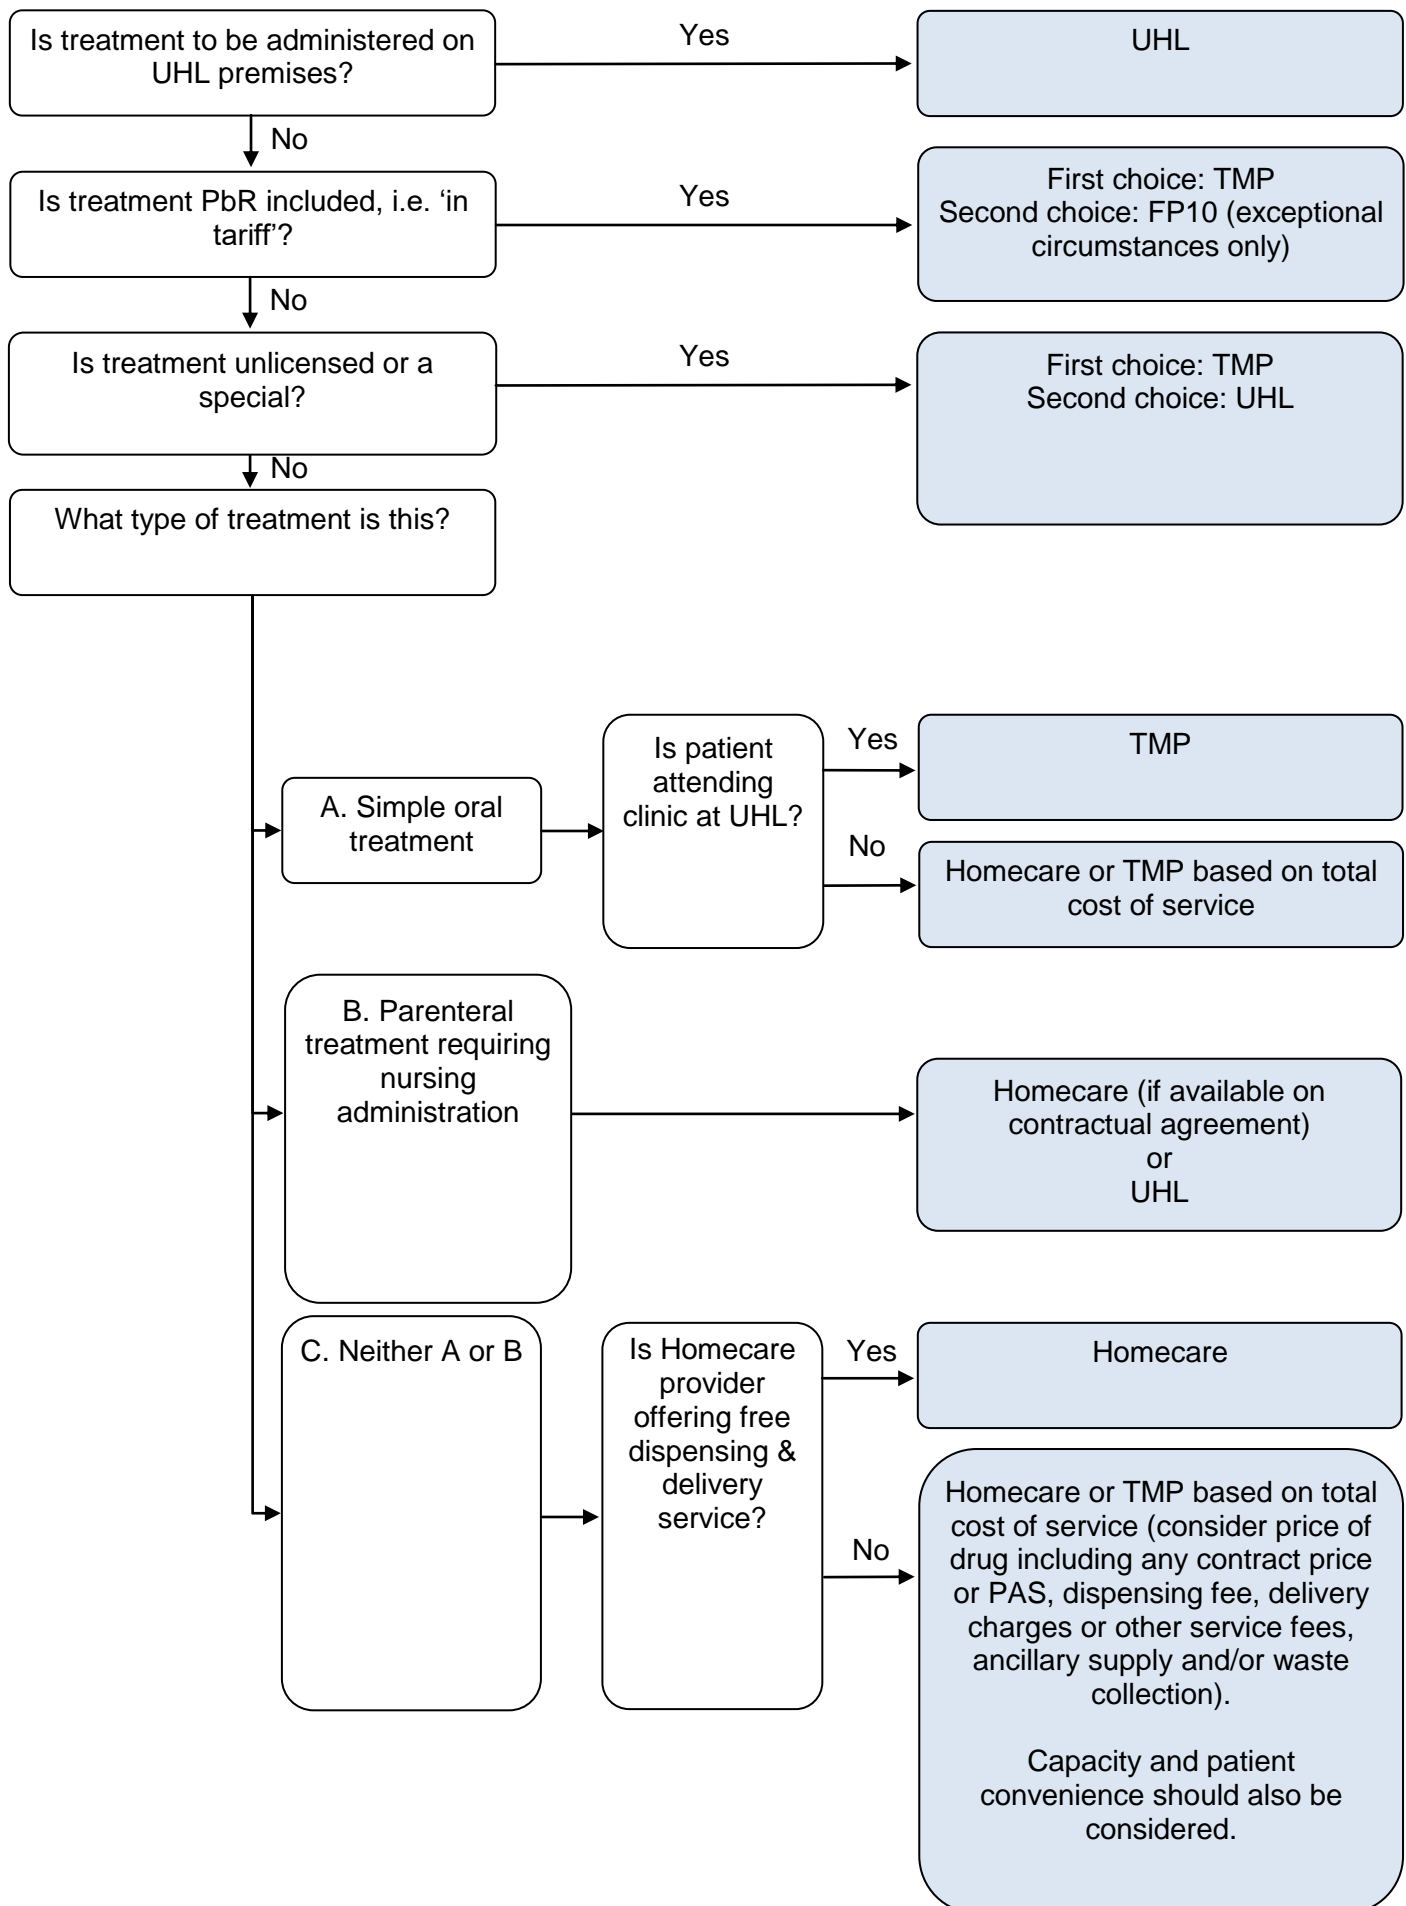 Is treatment to be administered on
UHL premises?
Yes
UHL
No
Is treatment PbR included, i.e. ‘in
tariff’?
Yes
First choice: TMP
Second choice: FP10 (exceptional
circumstances only)
No
Is treatment unlicensed or a
special?
Yes
First choice: TMP
Second choice: UHL
No
What type of treatment is this?
A. Simple oral
treatment
Is patient
attending
clinic at UHL?
Yes
TMP
No
Homecare or TMP based on total
cost of service
B. Parenteral
treatment requiring
nursing
administration
Homecare (if available on
contractual agreement)
or
UHL
C. Neither A or B
Is Homecare
provider
offering free
dispensing &
delivery
service?
Yes
Homecare
No
Homecare or TMP based on total
cost of service (consider price of
drug including any contract price
or PAS, dispensing fee, delivery
charges or other service fees,
ancillary supply and/or waste
collection).
Capacity and patient
convenience should also be
considered.